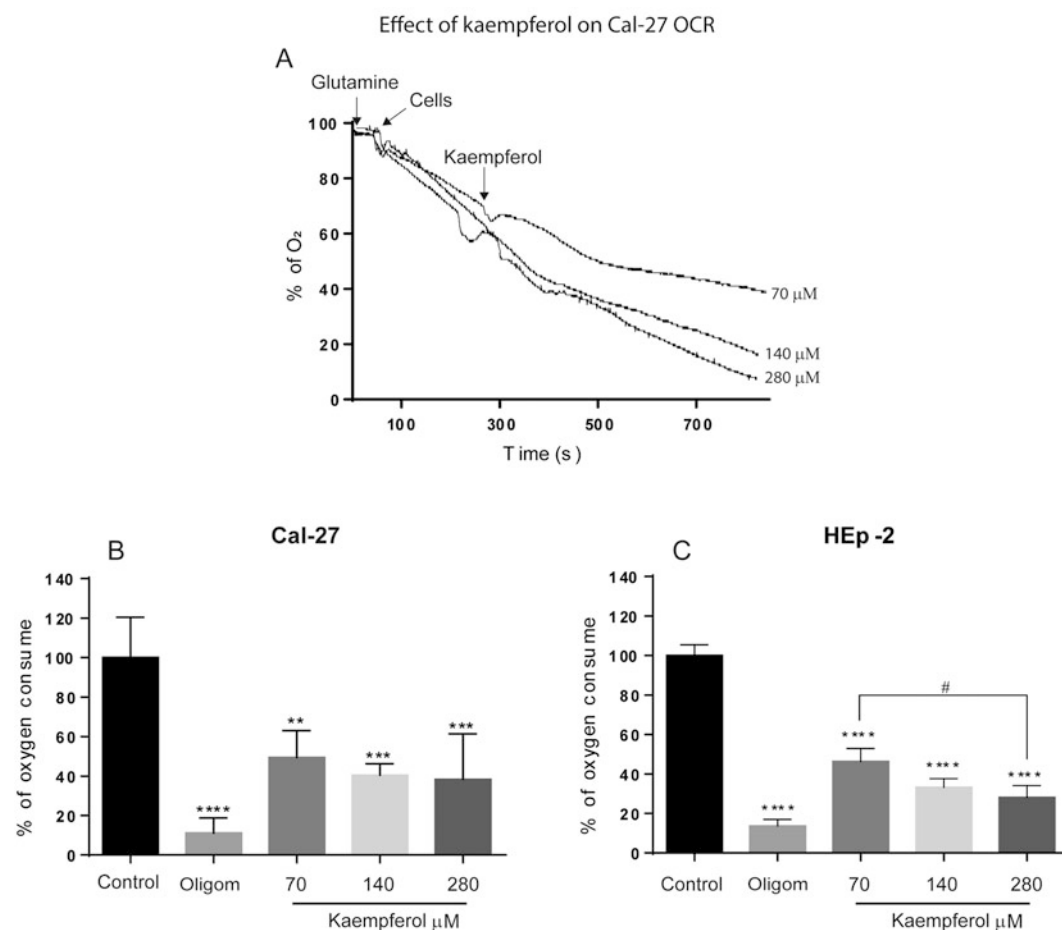 Effect of kaempferol on Cal-27 OCR
A
Glutamine
Cells
Kaempferol
100
80
60
40
20
0
% of O₂
70 µM
140 µM
280 µM
100 300 500 700
Time (s)
B
Cal-27
140
120
100
80
60
40
20
0
% of oxygen consume
****
**
***
***
Control Oligom 70 140 280
Kaempferol µM
C
HEp -2
140
120
100
80
60
40
20
0
% of oxygen consume
#
****
****
****
****
Control Oligom 70 140 280
Kaempferol µM